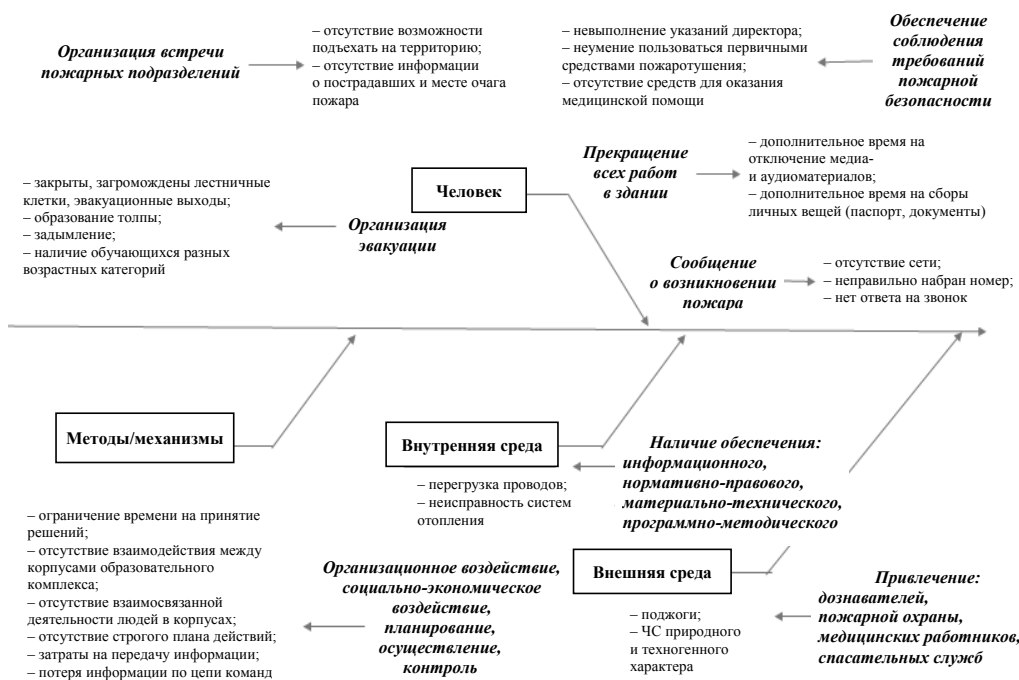 Организация встречи
пожарных подразделений
– отсутствие возможности
подъехать на территорию;
– отсутствие информации
о пострадавших и месте очага
пожара
– невыполнение указаний директора;
– неумение пользоваться первичными
средствами пожаротушения;
– отсутствие средств для оказания
медицинской помощи
Обеспечение
соблюдения
требований
пожарной
безопасности
– закрыты, загромождены лестничные
клетки, эвакуационные выходы;
– образование толпы;
– задымление;
– наличие обучающихся разных
возрастных категорий
Организация
эвакуации
Человек
Прекращение
всех работ
в здании
– дополнительное время на
отключение медиа-
и аудиоматериалов;
– дополнительное время на сборы
личных вещей (паспорт, документы)
Сообщение
о возникновении
пожара
– отсутствие сети;
– неправильно набран номер;
– нет ответа на звонок
Методы/механизмы
– ограничение времени на принятие
решений;
– отсутствие взаимодействия между
корпусами образовательного
комплекса;
– отсутствие взаимосвязанной
деятельности людей в корпусах;
– отсутствие строгого плана действий;
– затраты на передачу информации;
– потеря информации по цепи команд
Организационное воздействие,
социально-экономическое
воздействие,
планирование,
осуществление,
контроль
Внутренняя среда
– перегрузка проводов;
– неисправность систем
отопления
Наличие обеспечения:
информационного,
нормативно-правового,
материально-технического,
программно-методического
Внешняя среда
– поджоги;
– ЧС природного
и техногенного
характера
Привлечение:
дознавателей,
пожарной охраны,
медицинских работников,
спасательных служб